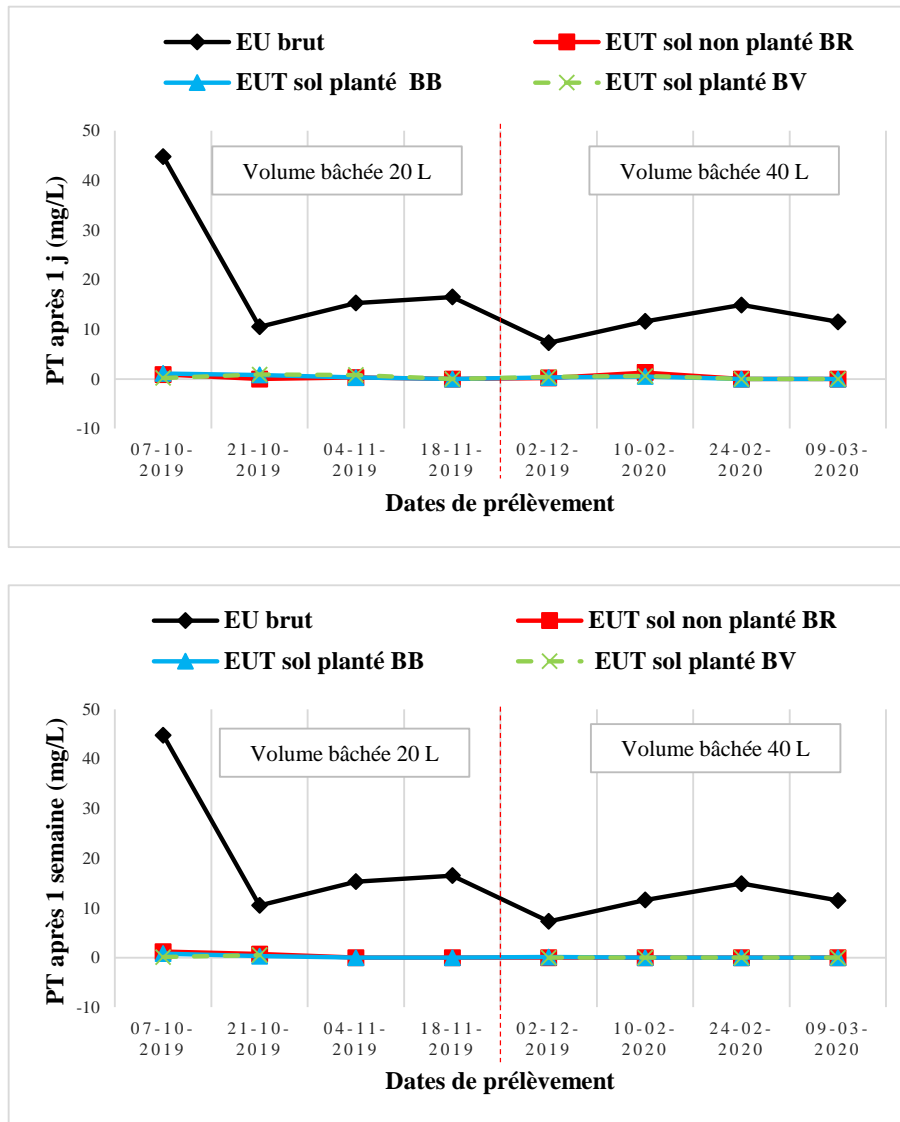 EU brut
EUT sol non planté BR
EUT sol planté  BB
EUT sol planté BV
PT après 1 j (mg/L)
50
40
30
20
10
0
-10
Volume bâchée 20 L
Volume bâchée 40 L
07-10-2019
21-10-2019
04-11-2019
18-11-2019
02-12-2019
10-02-2020
24-02-2020
09-03-2020
Dates de prélèvement
EU brut
EUT sol non planté BR
EUT sol planté BB
EUT sol planté BV
PT après 1 semaine (mg/L)
50
40
30
20
10
0
-10
Volume bâchée 20 L
Volume bâchée 40 L
07-10-2019
21-10-2019
04-11-2019
18-11-2019
02-12-2019
10-02-2020
24-02-2020
09-03-2020
Dates de prélèvement